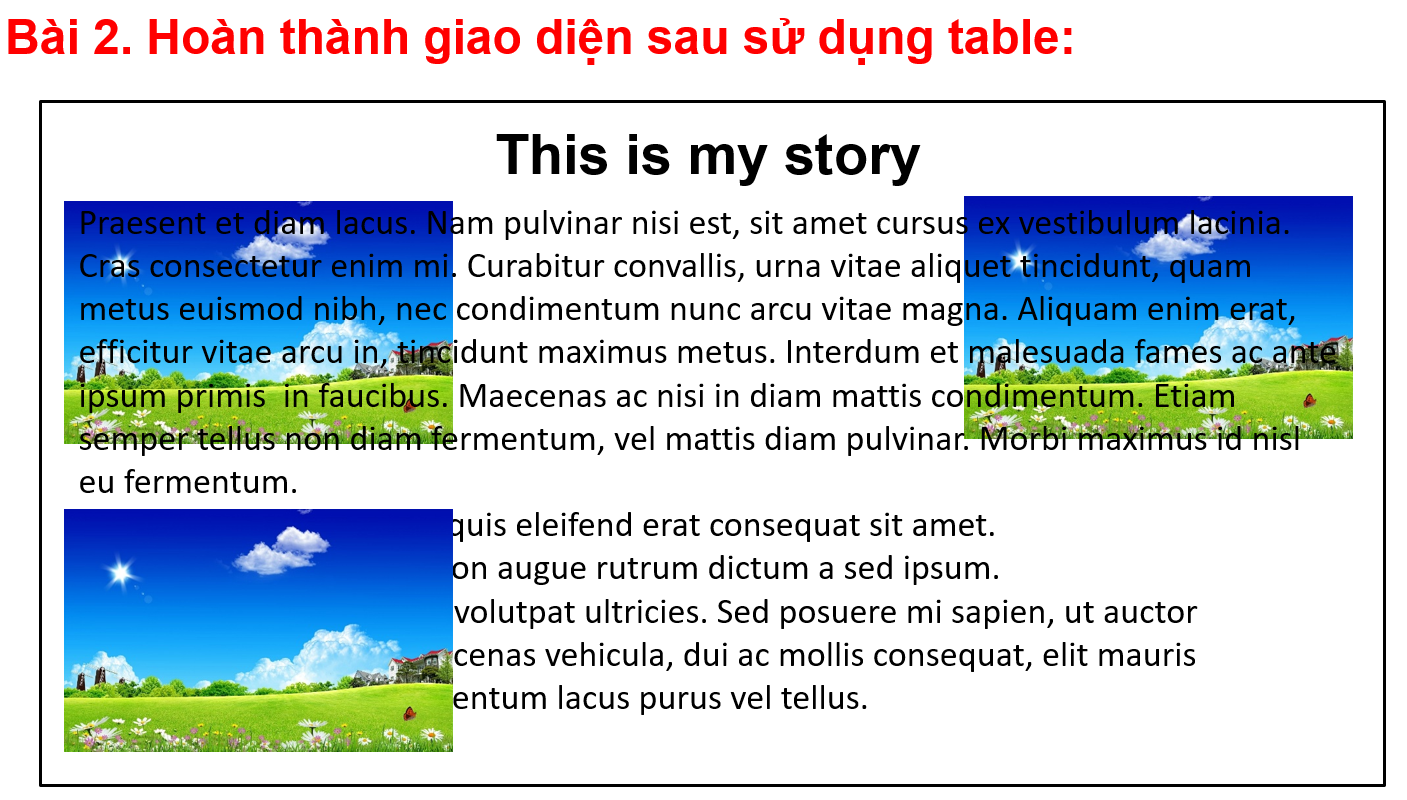 Bài 2. Hoàn thành giao diện sau sử dụng table:
This is my story
Praesent et diam lacus. Nam pulvinar nisi est, sit amet cursus ex vestibulum lacinia.
Cras consectetur enim mi. Curabitur convallis, urna vitae aliquet tincidunt, quam
metus euismod nibh, nec condimentum nunc arcu vitae magna. Aliquam enim erat,
efficitur vitae arcu in, tincidunt maximus metus. Interdum et malesuada fames ac ante
ipsum primis in faucibus. Maecenas ac nisi in diam mattis condimentum. Etiam
semper tellus non diam fermentum, vel mattis diam pulvinar. Morbi maximus id nisl
eu fermentum.
quis eleifend erat consequat sit amet.
on augue rutrum dictum a sed ipsum.
volutpat ultricies. Sed posuere mi sapien, ut auctor
cenas vehicula, dui ac mollis consequat, elit mauris
entum lacus purus vel tellus.